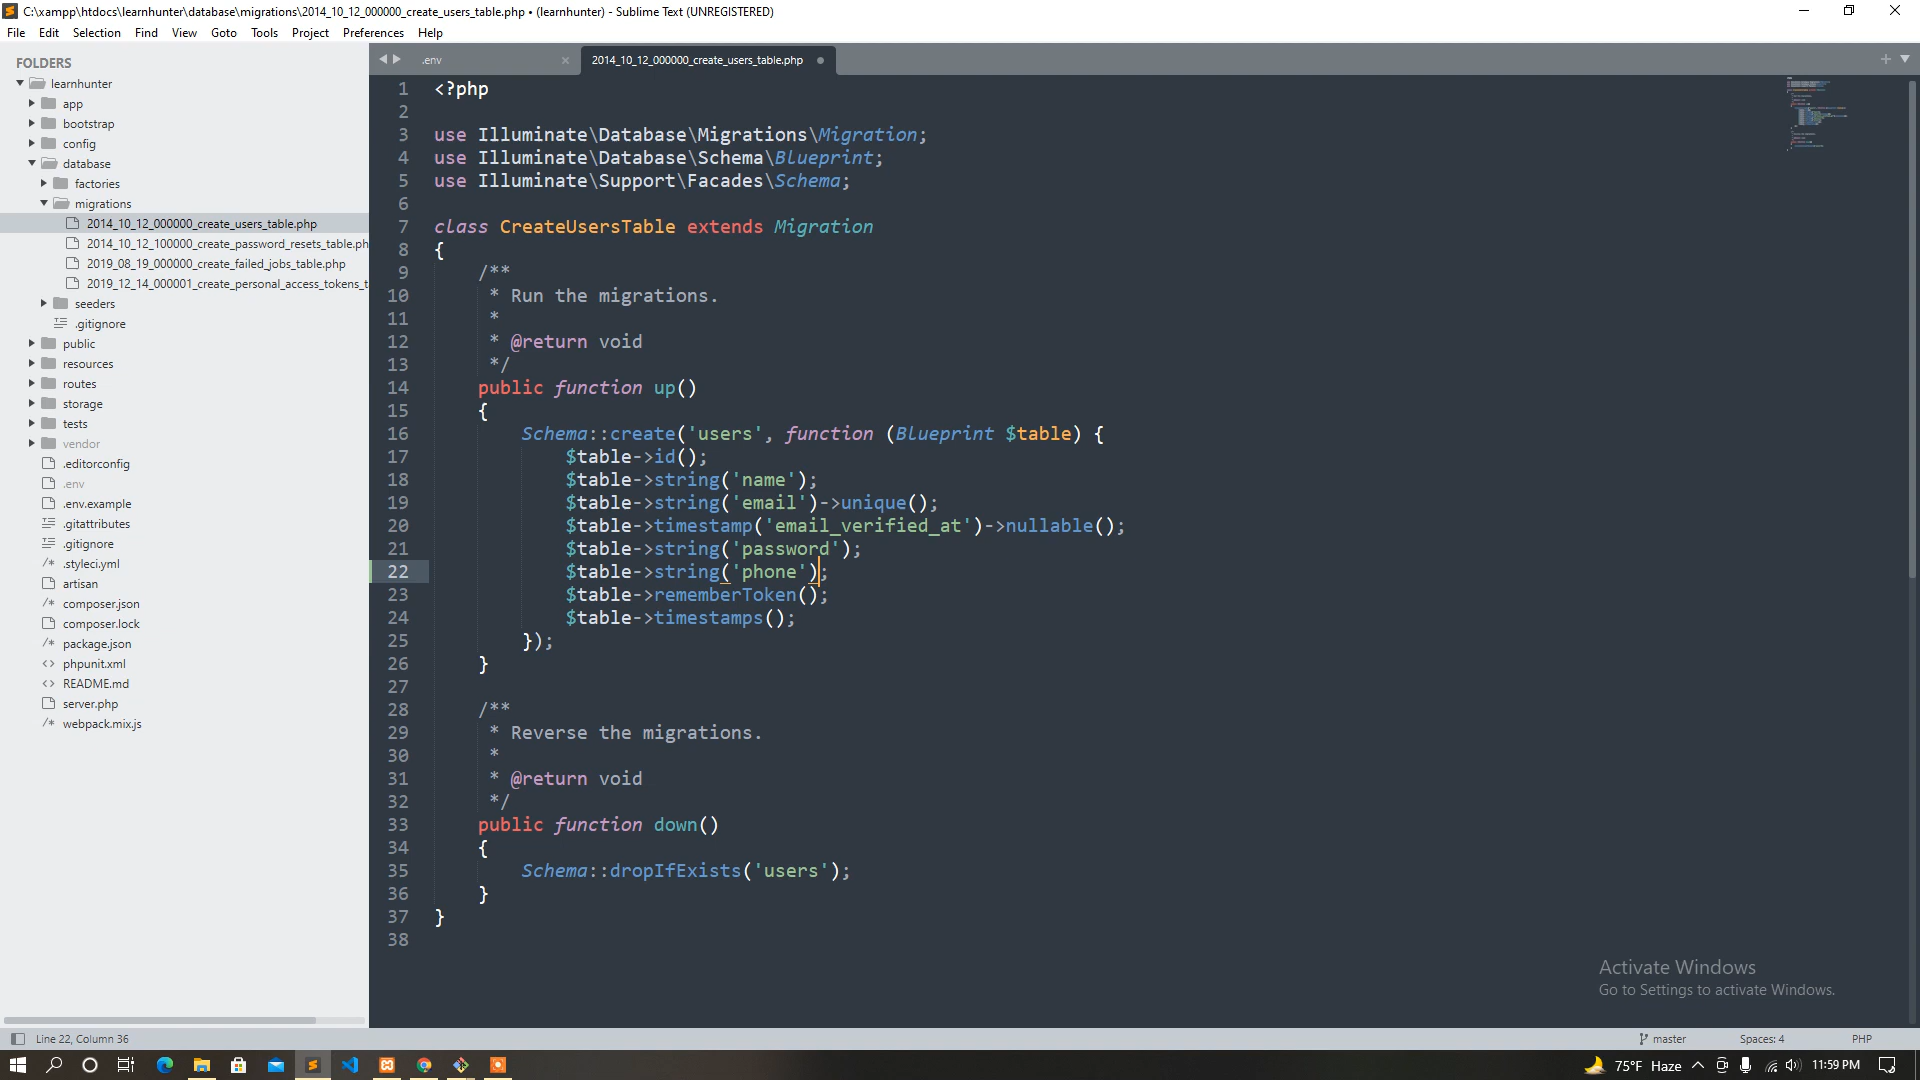 C:\xampp\htdocs\learnhunter\database\migrations\2014_10_12_000000_create_users_table.php • (learnhunter) - Sublime Text (UNREGISTERED)
File Edit Selection Find View Goto Tools Project Preferences Help
FOLDERS
learnhunter
app
bootstrap
config
database
factories
migrations
2014_10_12_000000_create_users_table.php
2014_10_12_100000_create_password_resets_table.ph
2019_08_19_000000_create_failed_jobs_table.php
2019_12_14_000001_create_personal_access_tokens_t
seeders
.gitignore
public
resources
routes
storage
tests
vendor
.editorconfig
.env
.env.example
.gitattributes
.gitignore
.styleci.yml
artisan
composer.json
composer.lock
package.json
phpunit.xml
README.md
server.php
webpack.mix.js
.env × 2014_10_12_000000_create_users_table.php •
1 <?php
2
3 use Illuminate\Database\Migrations\Migration;
4 use Illuminate\Database\Schema\Blueprint;
5 use Illuminate\Support\Facades\Schema;
6
7 class CreateUsersTable extends Migration
8 {
9 /**
10 * Run the migrations.
11 *
12 * @return void
13 */
14 public function up()
15 {
16 Schema::create('users', function (Blueprint $table) {
17 $table->id();
18 $table->string('name');
19 $table->string('email')->unique();
20 $table->timestamp('email_verified_at')->nullable();
21 $table->string('password');
22 $table->string('phone');
23 $table->rememberToken();
24 $table->timestamps();
25 });
26 }
27
28 /**
29 * Reverse the migrations.
30 *
31 * @return void
32 */
33 public function down()
34 {
35 Schema::dropIfExists('users');
36 }
37 }
38
Activate Windows
Go to Settings to activate Windows.
Line 22, Column 36 master Spaces: 4 PHP
75°F Haze 11:59 PM